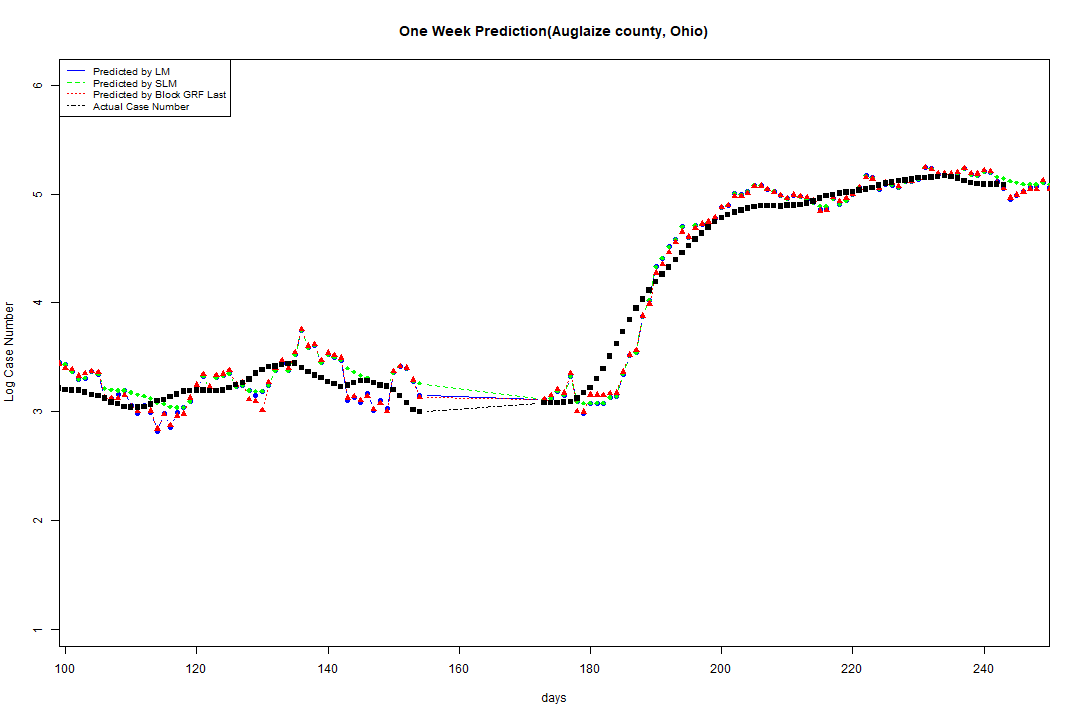 One Week Prediction(Auglaize county, Ohio)
Predicted by LM
Predicted by SLM
Predicted by Block GRF Last
Actual Case Number
Log Case Number
6
5
4
3
2
1
100 120 140 160 180 200 220 240
days